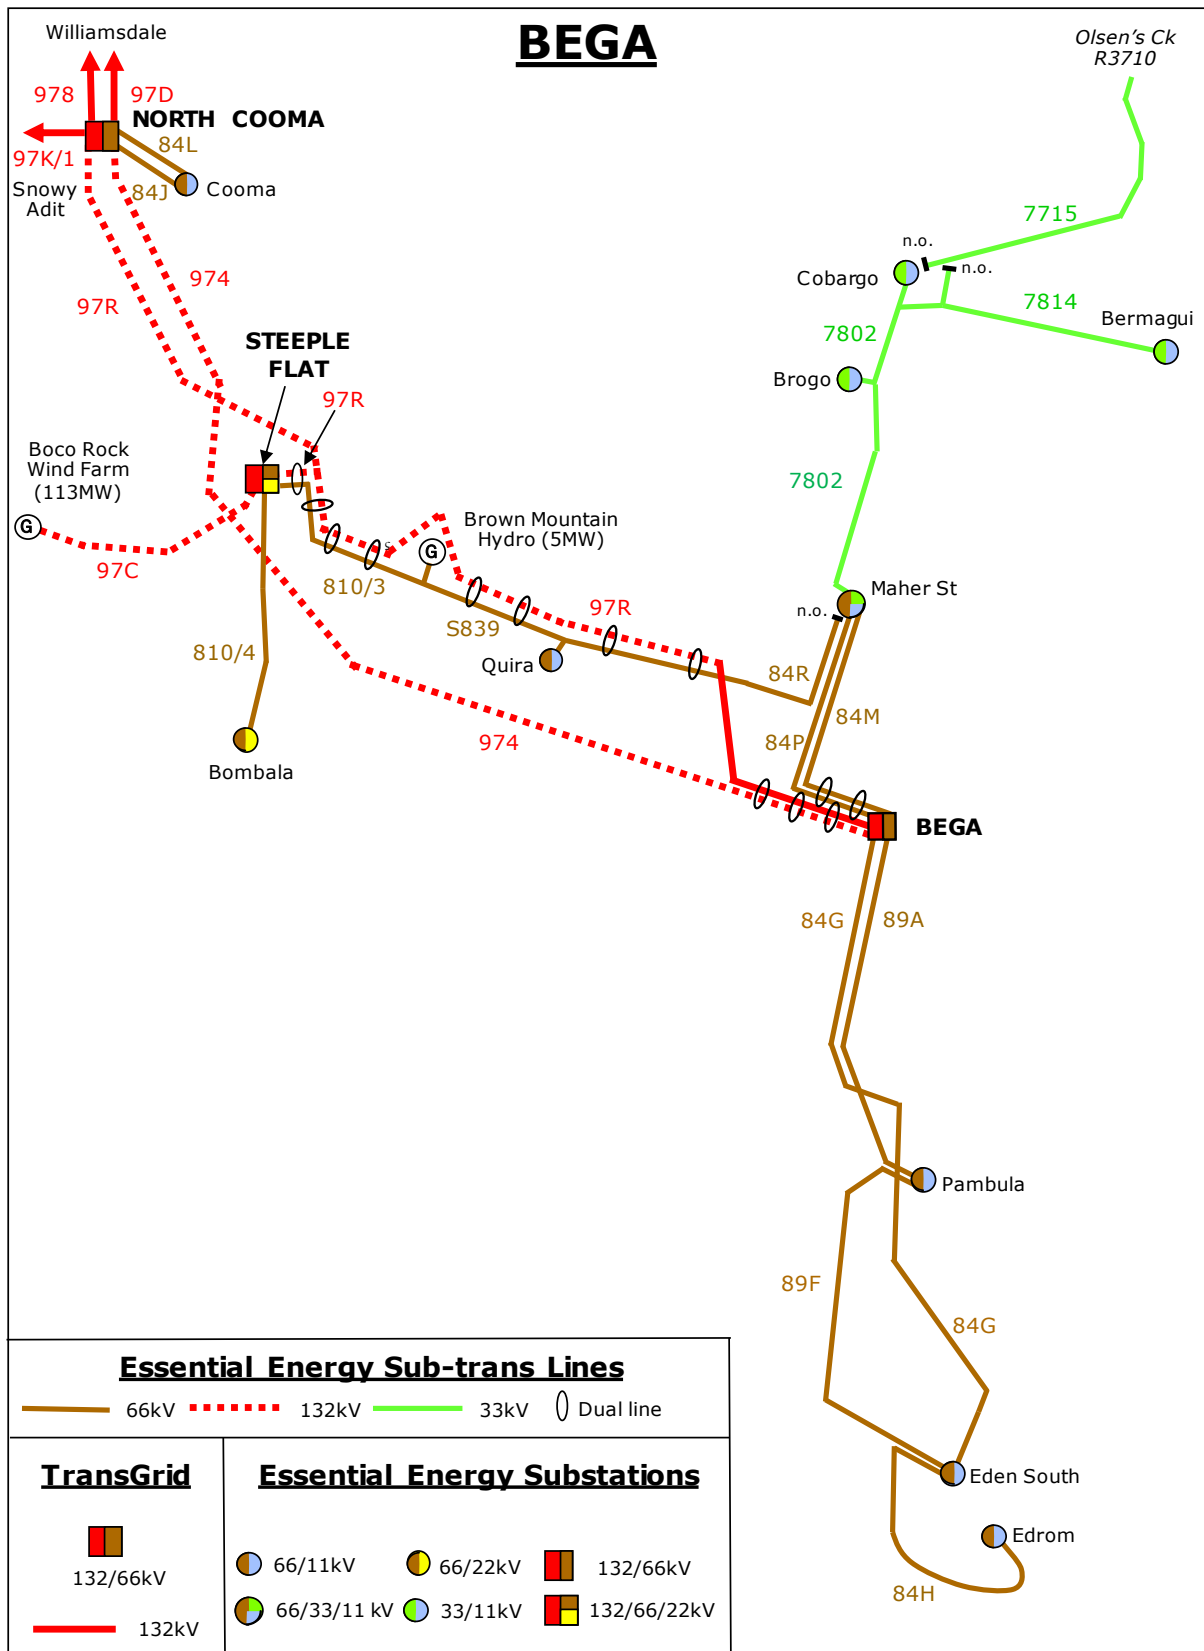 BEGA
Williamsdale
Olsen's Ck
R3710
978
97D
NORTH COOMA
84L
97K/1
84J
Snowy
Adit
Cooma
7715
n.o.
n.o.
Cobargo
974
97R
7814
Bermagui
7802
STEEPLE
FLAT
Brogo
97R
Boco Rock
Wind Farm
(113MW)
7802
G
Brown Mountain
Hydro (5MW)
G
97C
810/3
Maher St
n.o.
97R
S839
810/4
Quira
84R
84M
84P
974
Bombala
BEGA
84G
89A
Pambula
89F
84G
Eden South
Edrom
84H
Essential Energy Sub-trans Lines
66kV
132kV
33kV
Dual line
TransGrid
132/66kV
132kV
Essential Energy Substations
66/11kV
66/22kV
132/66kV
66/33/11 kV
33/11kV
132/66/22kV